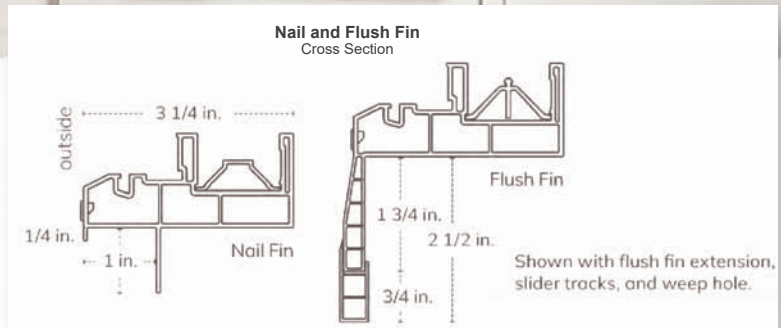 Nail and Flush Fin
Cross Section
outside
3 1/4 in.
1/4 in.
1 in.
Nail Fin
Flush Fin
1 3/4 in.
2 1/2 in.
3/4 in.
Shown with flush fin extension,
slider tracks, and weep hole.